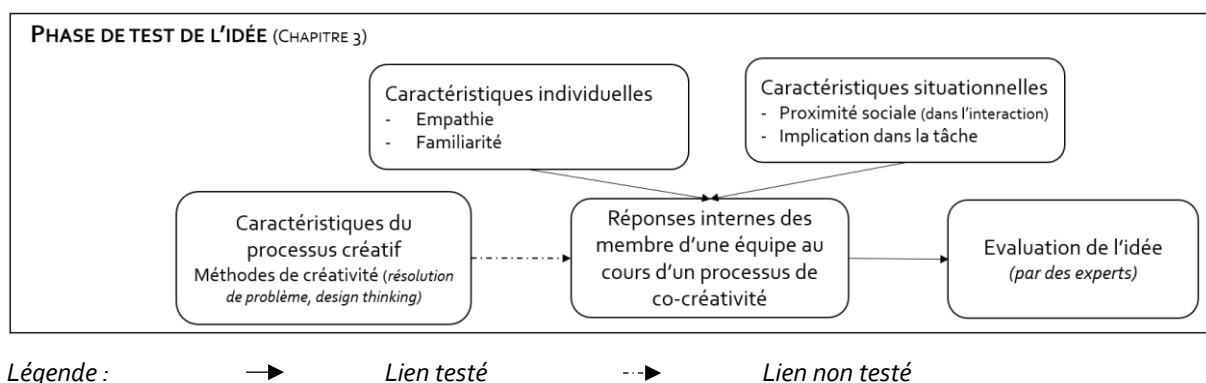 PHASE DE TEST DE L'IDÉE (CHAPITRE 3)
Caractéristiques individuelles
- Empathie
- Familiarité
Caractéristiques situationnelles
- Proximité sociale (dans l'interaction)
- Implication dans la tâche
Caractéristiques du
processus créatif
Méthodes de créativité (résolution
de problème, design thinking)
Réponses internes des
membre d'une équipe au
cours d'un processus de
co-créativité
Evaluation de l'idée
(par des experts)
Légende : Lien testé Lien non testé